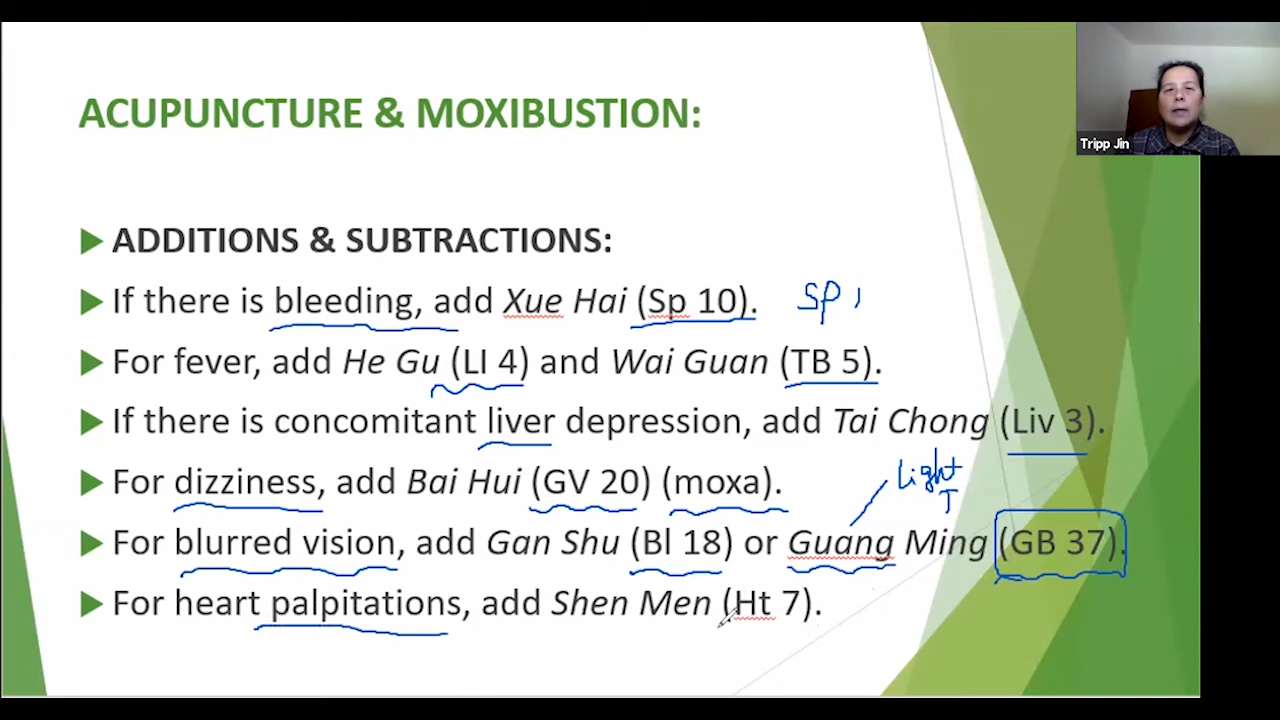 ACUPUNCTURE & MOXIBUSTION:
Tripp Jin
ADDITIONS & SUBTRACTIONS:
If there is bleeding, add Xue Hai (Sp 10). SP 1
For fever, add He Gu (LI 4) and Wai Guan (TB 5).
If there is concomitant liver depression, add Tai Chong (Liv 3).
Light
For dizziness, add Bai Hui (GV 20) (moxa).
For blurred vision, add Gan Shu (Bl 18) or Guang Ming (GB 37).
For heart palpitations, add Shen Men (Ht 7).